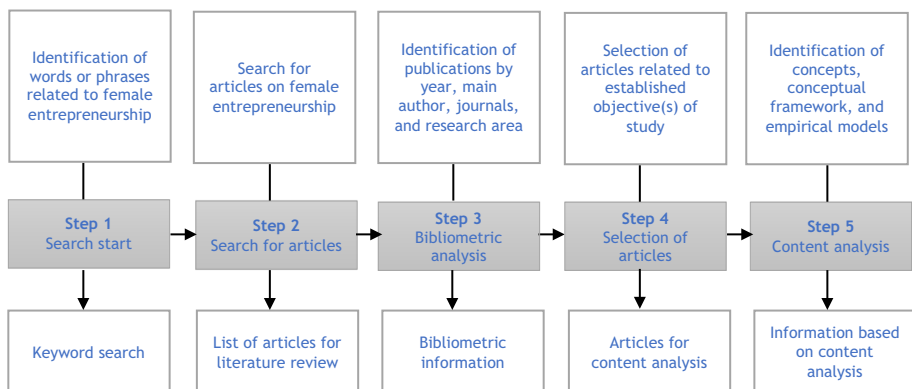 Identification of
words or phrases
related to female
entrepreneurship
Search for
articles on female
entrepreneurship
Identification of
publications by
year, main
author, journals,
and research area
Selection of
articles related to
established
objective(s) of
study
Identification of
concepts,
conceptual
framework, and
empirical models
Step 1
Search start
Step 2
Search for articles
Step 3
Bibliometric
analysis
Step 4
Selection of
articles
Step 5
Content analysis
Keyword search
List of articles for
literature review
Bibliometric
information
Articles for
content analysis
Information based
on content
analysis